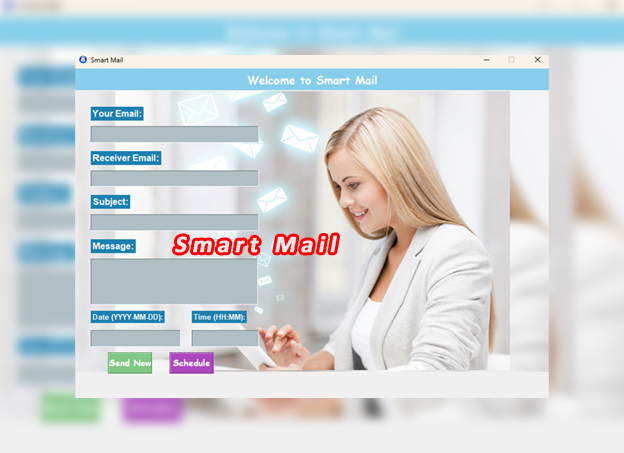 Smart Mail
Welcome to Smart Mail
Your Email:
Receiver Email:
Subject:
Message:
Smart Mail
Date (YYYY-MM-DD):
Time (HH:MM):
Send Now
Schedule